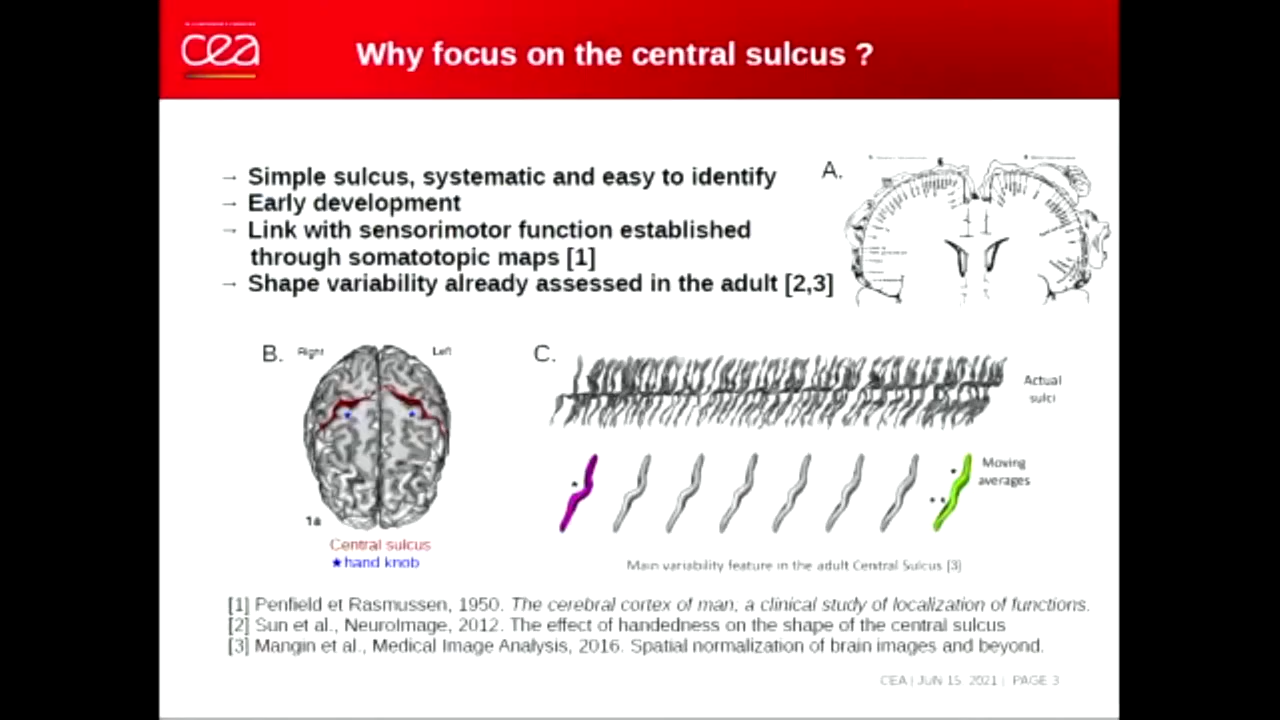 cea
Why focus on the central sulcus ?
→ Simple sulcus, systematic and easy to identify
→ Early development
→ Link with sensorimotor function established
through somatotopic maps [1]
→ Shape variability already assessed in the adult [2,3]
A.
B.
Right
Left
1a
Central sulcus
★hand knob
C.
Actual
sulci
Moving
averages
Main variability feature in the adult Central Sulcus [3]
[1] Penfield et Rasmussen, 1950. The cerebral cortex of man, a clinical study of localization of functions.
[2] Sun et al., NeuroImage, 2012. The effect of handedness on the shape of the central sulcus
[3] Mangin et al., Medical Image Analysis, 2016. Spatial normalization of brain images and beyond.
CEA | JUN 15, 2021 | PAGE 3